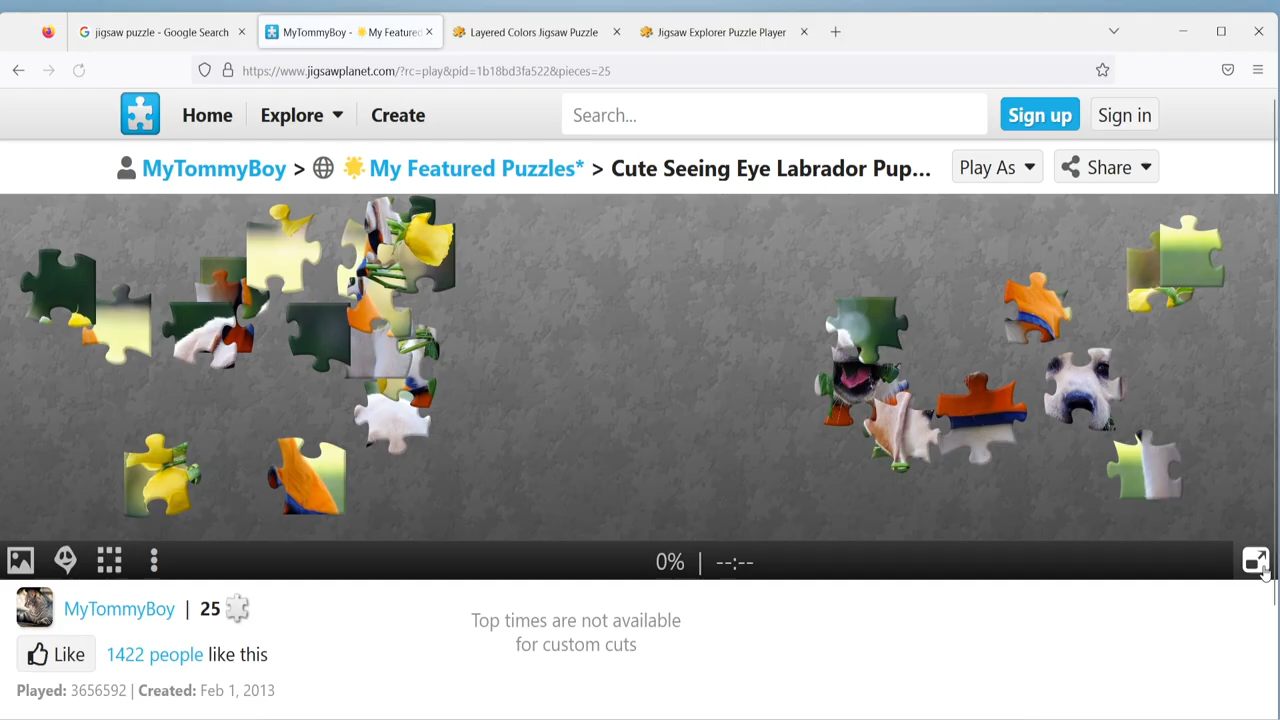 jigsaw puzzle - Google Search
MyTommyBoy - 🌟My Featured
Layered Colors Jigsaw Puzzle
Jigsaw Explorer Puzzle Player
https://www.jigsawplanet.com/?rc=play&pid=1b18bd3fa522&pieces=25
Home
Explore
Create
Search...
Sign up
Sign in
MyTommyBoy > 🌟My Featured Puzzles* > Cute Seeing Eye Labrador Pup...
Play As
Share
0% | --:--
MyTommyBoy | 25
Top times are not available
for custom cuts
Like
1422 people like this
Played: 3656592 | Created: Feb 1, 2013